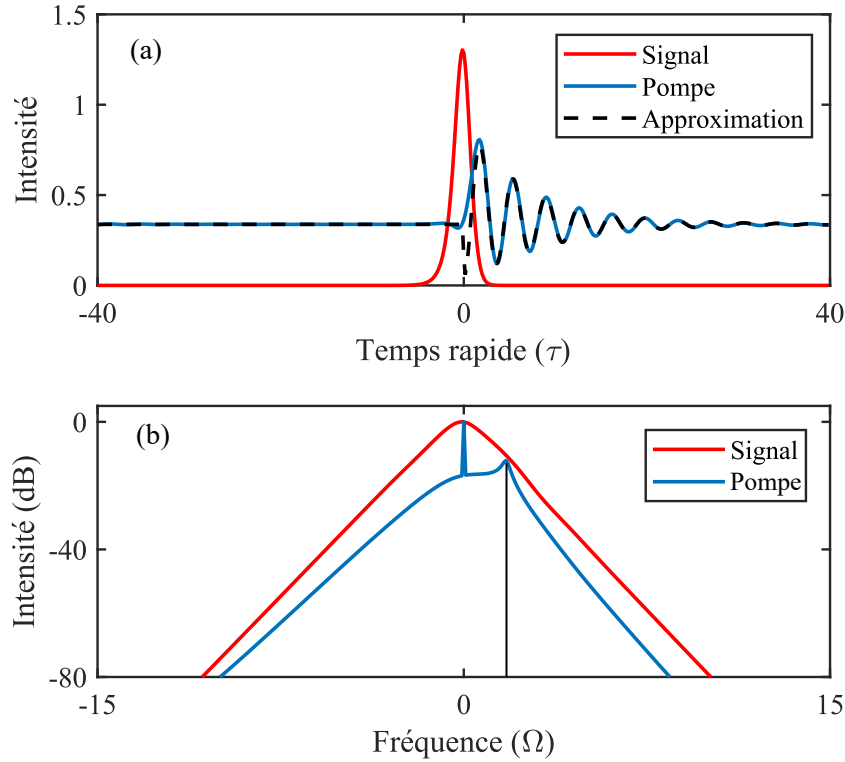 (a)
Signal
Pompe
Approximation
Intensité
1.5
1
0.5
0
-40
0
40
Temps rapide (τ)
(b)
Signal
Pompe
Intensité (dB)
0
-40
-80
-15
0
15
Fréquence (Ω)